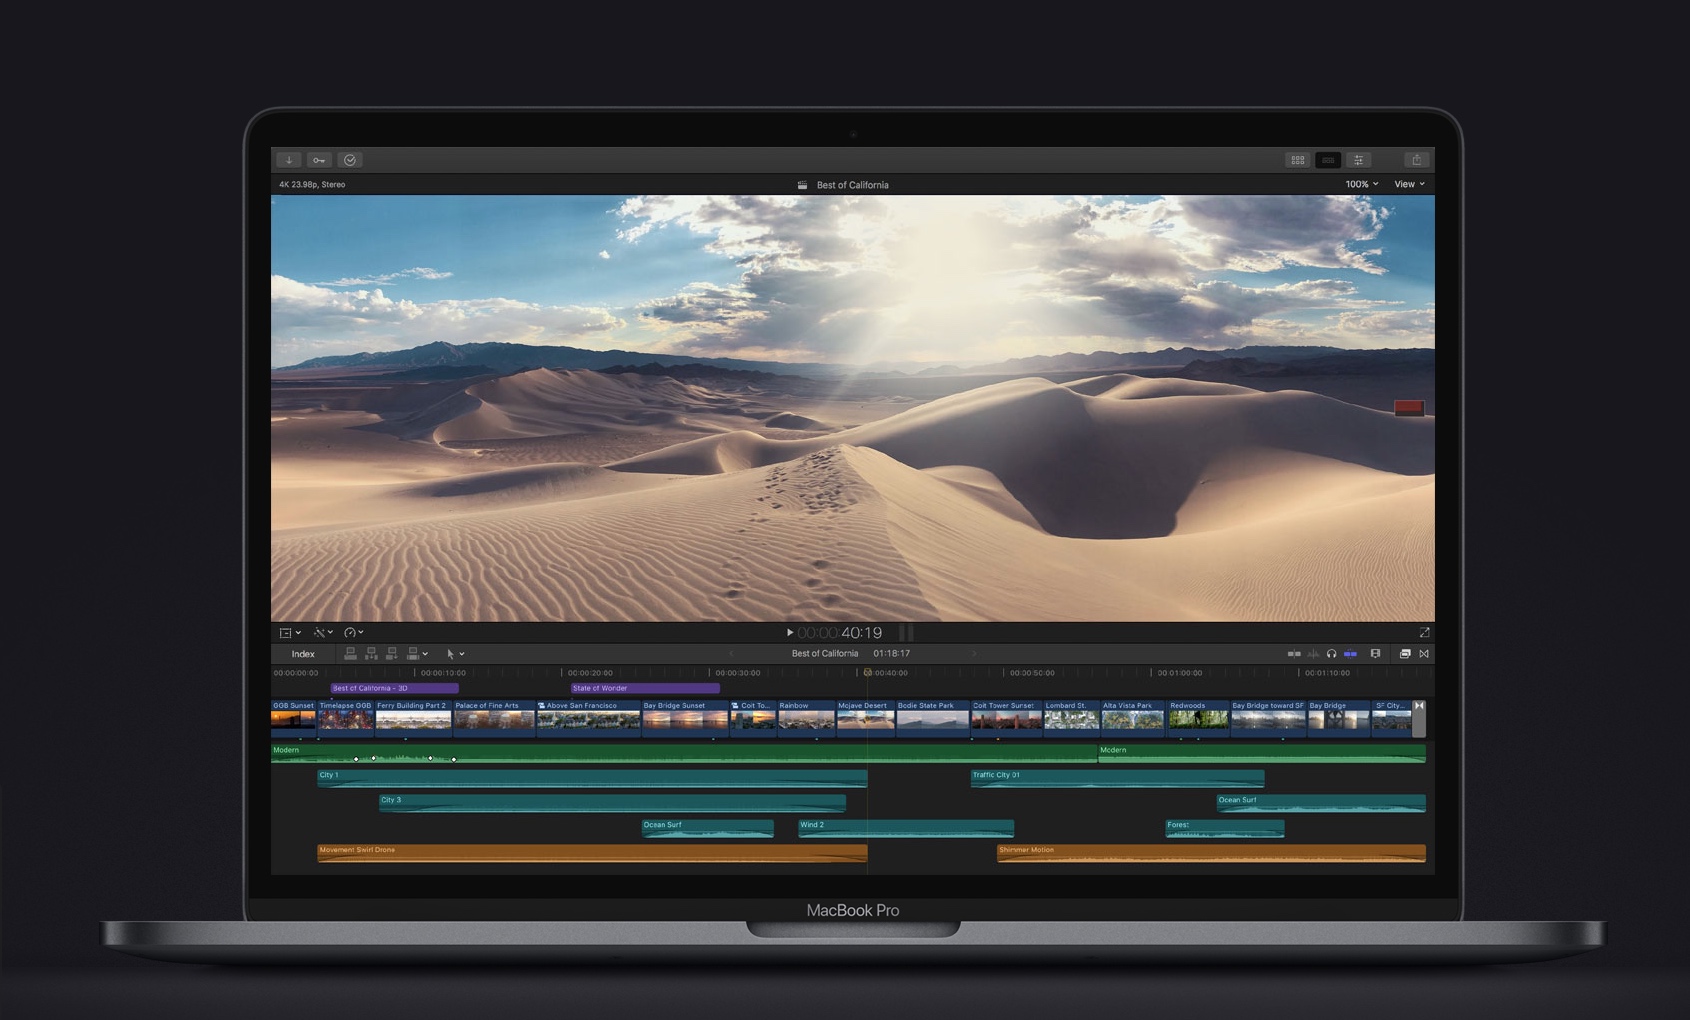 4K 23.98p, Stereo
Best of California
100%
View
00:00:00:40:19
Index
Best of California
01:18:17
00:00:00:00
00:00:10:00
00:00:20:00
00:00:30:00
00:00:40:00
00:00:50:00
00:01:00:00
00:01:10:00
Best of California - 3D
State of Wonder
GGB Sunset
Timelapse GGB
Ferry Building Part 2
Palace of Fine Arts
Above San Francisco
Bay Bridge Sunset
Coit To...
Rainbow
Mojave Desert
Bodie State Park
Coit Tower Sunset
Lombard St.
Alta Vista Park
Redwoods
Bay Bridge toward SF
Bay Bridge
SF City...
Modern
Modern
City 1
Traffic City 01
City 3
Ocean Surf
Ocean Surf
Wind 2
Forest
Movement Swirl Drone
Shimmer Motion
MacBook Pro